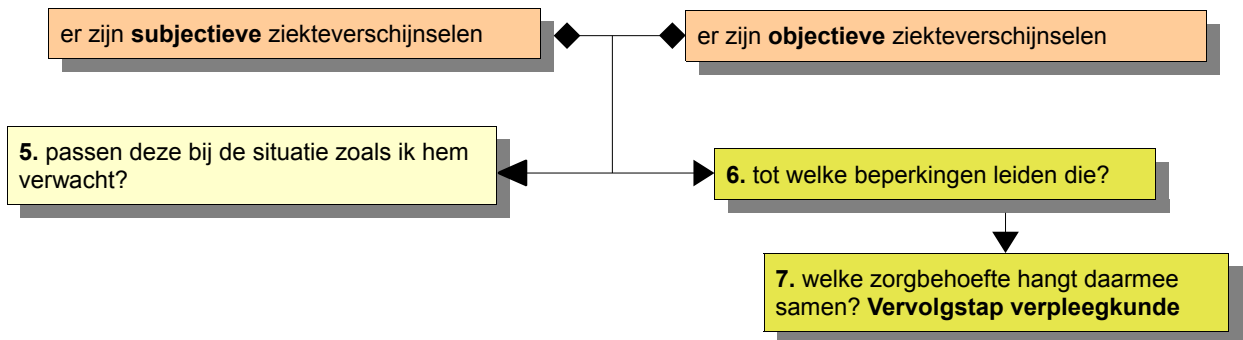 er zijn subjectieve ziekteverschijnselen
er zijn objectieve ziekteverschijnselen
5. passen deze bij de situatie zoals ik hem
verwacht?
6. tot welke beperkingen leiden die?
7. welke zorgbehoefte hangt daarmee
samen? Vervolgstap verpleegkunde